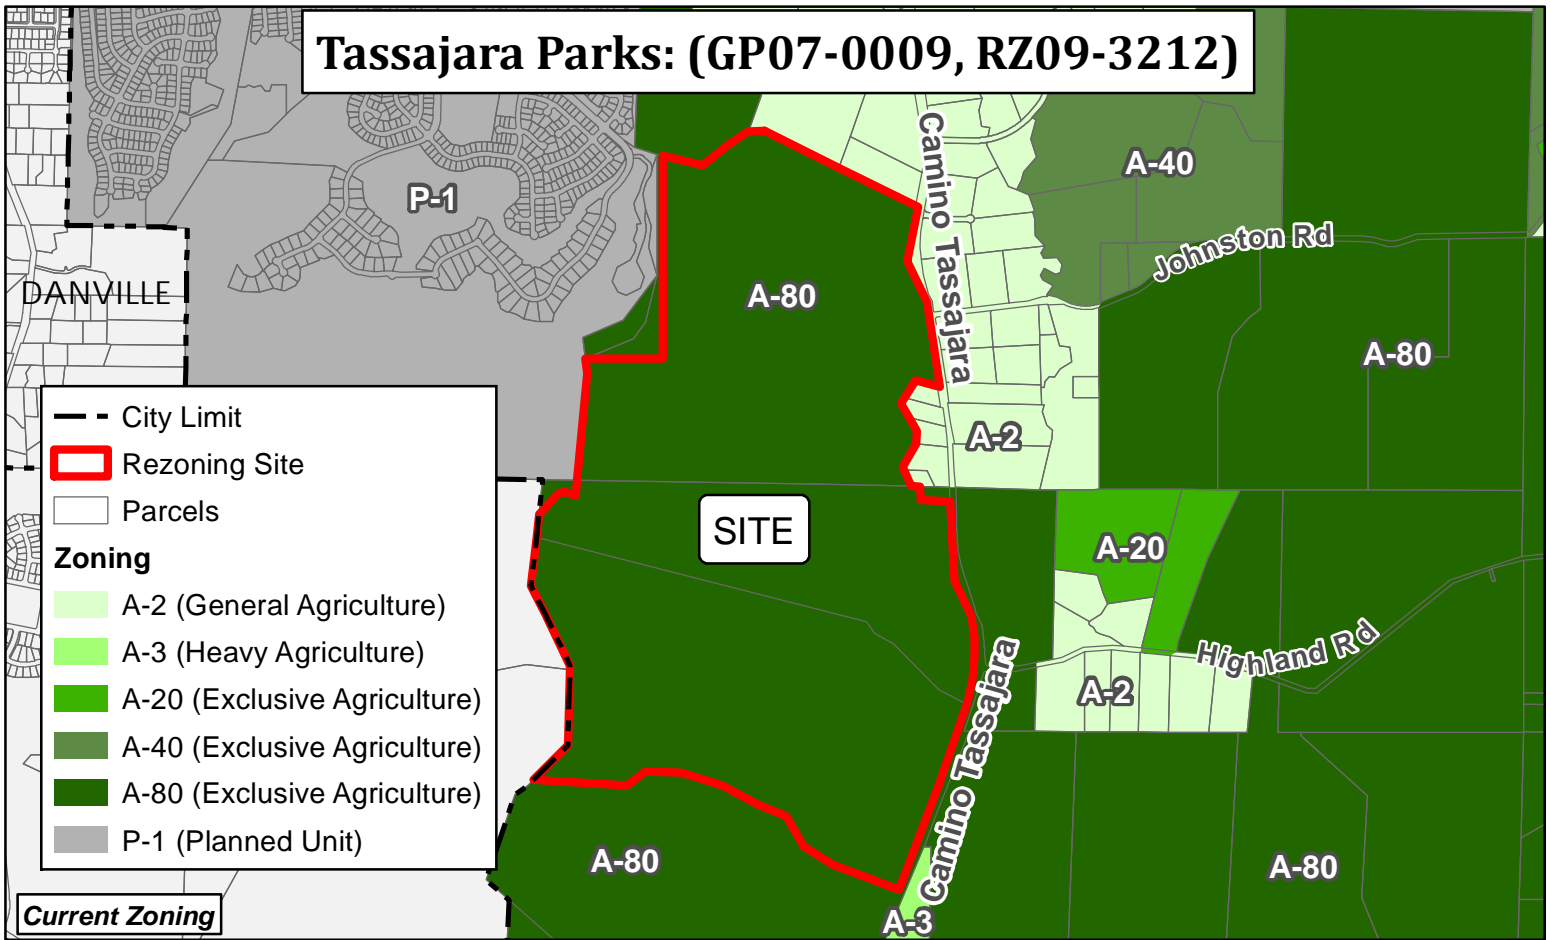 Tassajara Parks: (GP07-0009, RZ09-3212)
Camino Tassajara
A-40
P-1
Johnston Rd
DANVILLE
A-80
A-80
A-2
SITE
A-20
Highland Rd
A-2
Camino Tassajara
A-80
A-80
A-3
City Limit
Rezoning Site
Parcels
Zoning
A-2 (General Agriculture)
A-3 (Heavy Agriculture)
A-20 (Exclusive Agriculture)
A-40 (Exclusive Agriculture)
A-80 (Exclusive Agriculture)
P-1 (Planned Unit)
Current Zoning